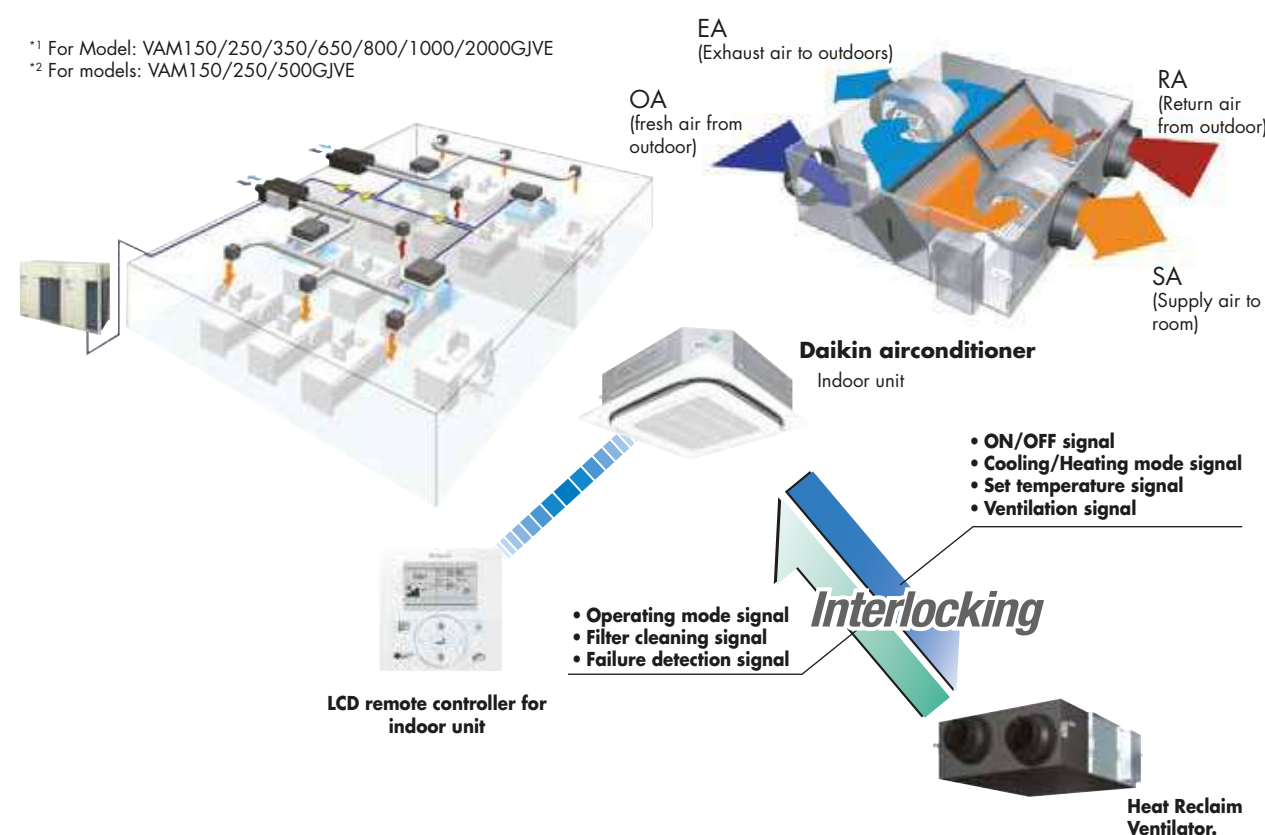 *1 For Model: VAM150/250/350/650/800/1000/2000GJVE
*2 For models: VAM150/250/500GJVE
EA
(Exhaust air to outdoors)
OA
(fresh air from
outdoor)
RA
(Return air
from outdoor)
SA
(Supply air to
room)
Daikin airconditioner
Indoor unit
• ON/OFF signal
• Cooling/Heating mode signal
• Set temperature signal
• Ventilation signal
Interlocking
• Operating mode signal
• Filter cleaning signal
• Failure detection signal
LCD remote controller for
indoor unit
Heat Reclaim
Ventilator.